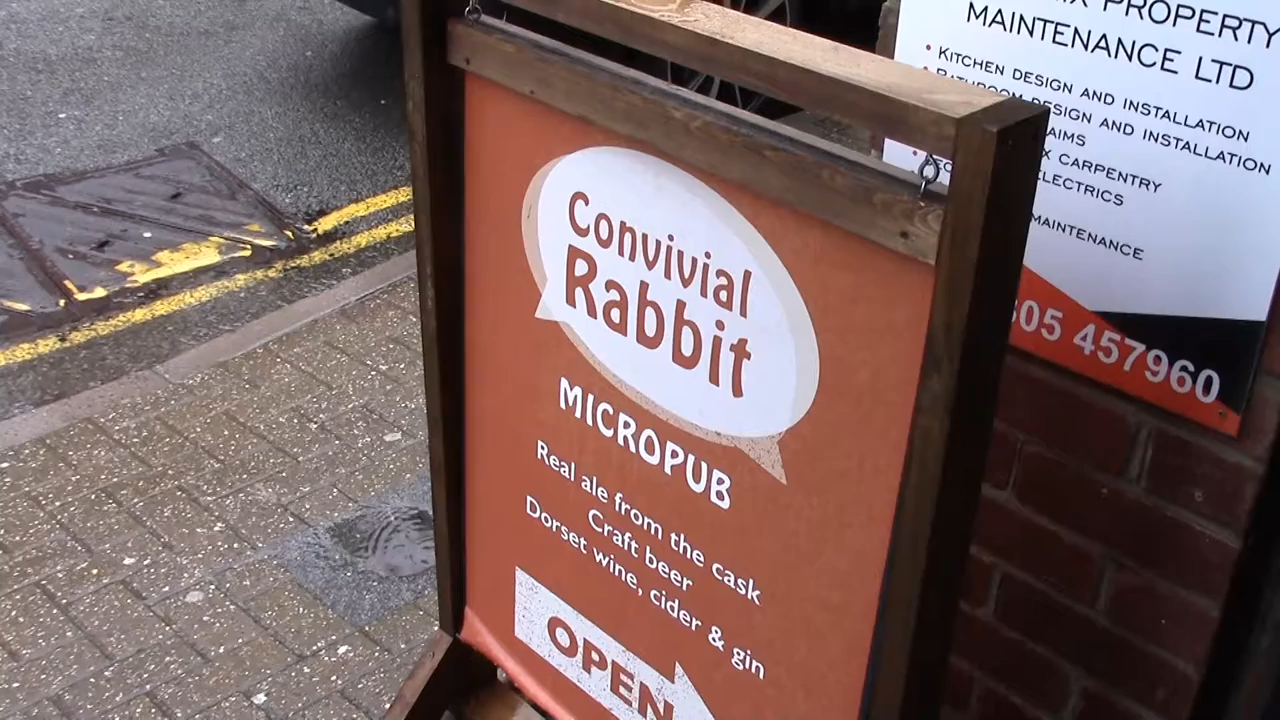 Convivial
Rabbit
MICROPUB
Real ale from the cask
Craft beer
Dorset wine, cider & gin
OPEN
PROPERTY
MAINTENANCE LTD
• KITCHEN DESIGN AND INSTALLATION
• BATHROOM DESIGN AND INSTALLATION
CARPENTRY
ELECTRICS
MAINTENANCE
605 457960